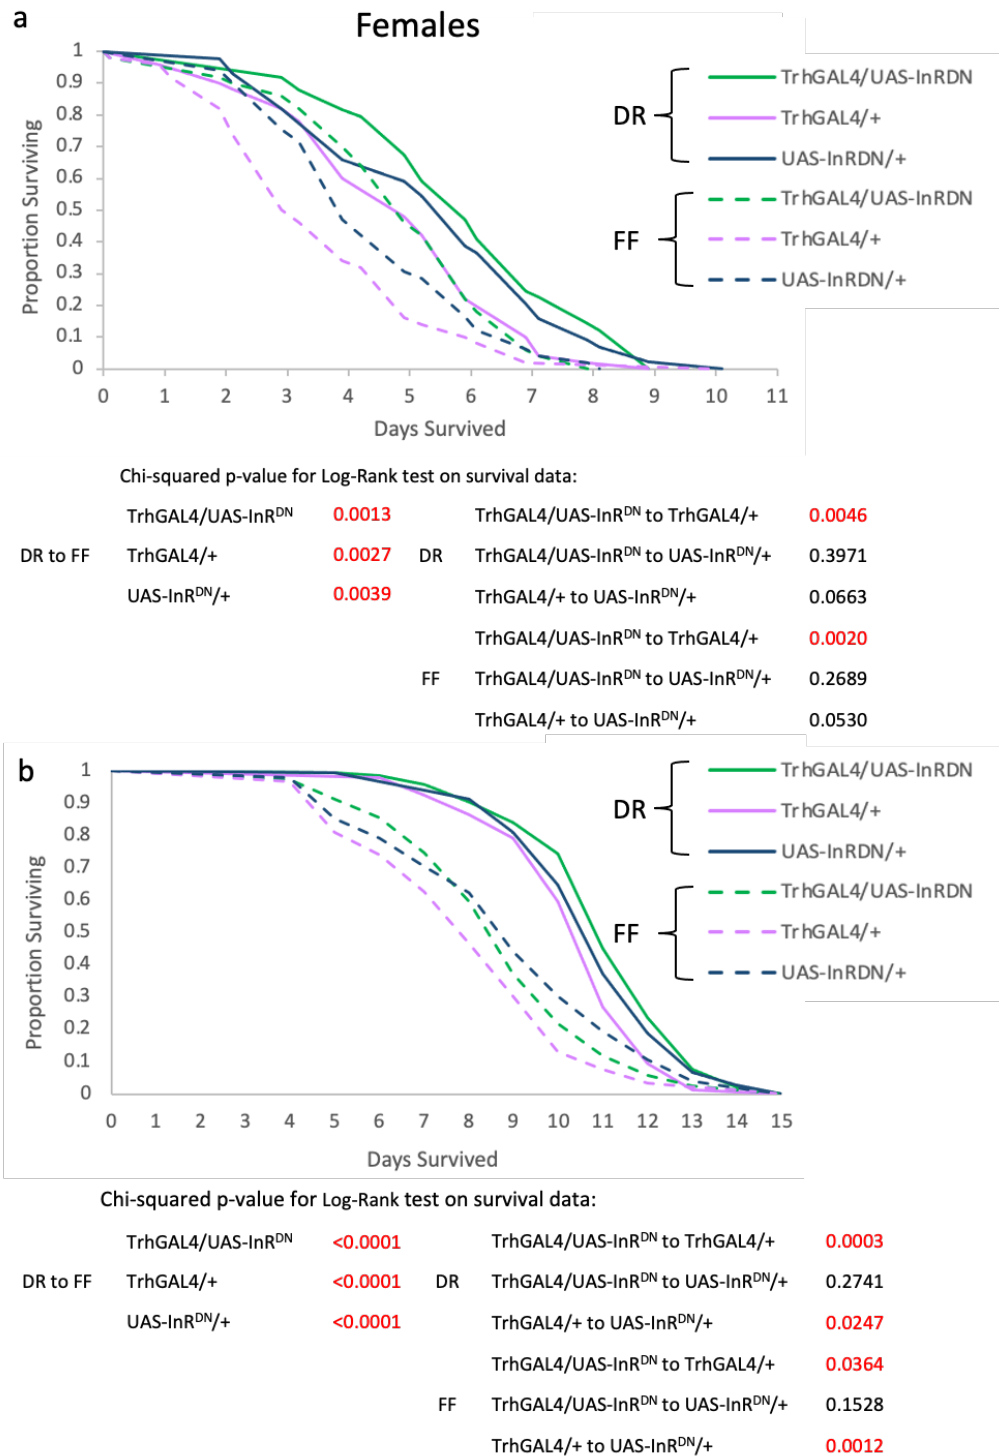 a
Females
1
0.9
0.8
0.7
0.6
0.5
0.4
0.3
0.2
0.1
0
Proportion Surviving
0 1 2 3 4 5 6 7 8 9 10 11
Days Survived
DR
TrhGAL4/UAS-InRDN
TrhGAL4/+
UAS-InRDN/+
FF
TrhGAL4/UAS-InRDN
TrhGAL4/+
UAS-InRDN/+
Chi-squared p-value for Log-Rank test on survival data:
DR to FF
TrhGAL4/UAS-InRDN 0.0013
TrhGAL4/+ 0.0027
UAS-InRDN/+ 0.0039
DR
TrhGAL4/UAS-InRDN to TrhGAL4/+ 0.0046
TrhGAL4/UAS-InRDN to UAS-InRDN/+ 0.3971
TrhGAL4/+ to UAS-InRDN/+ 0.0663
FF
TrhGAL4/UAS-InRDN to TrhGAL4/+ 0.0020
TrhGAL4/UAS-InRDN to UAS-InRDN/+ 0.2689
TrhGAL4/+ to UAS-InRDN/+ 0.0530
b
1
0.9
0.8
0.7
0.6
0.5
0.4
0.3
0.2
0.1
0
Proportion Surviving
0 1 2 3 4 5 6 7 8 9 10 11 12 13 14 15
Days Survived
DR
TrhGAL4/UAS-InRDN
TrhGAL4/+
UAS-InRDN/+
FF
TrhGAL4/UAS-InRDN
TrhGAL4/+
UAS-InRDN/+
Chi-squared p-value for Log-Rank test on survival data:
DR to FF
TrhGAL4/UAS-InRDN <0.0001
TrhGAL4/+ <0.0001
UAS-InRDN/+ <0.0001
DR
TrhGAL4/UAS-InRDN to TrhGAL4/+ 0.0003
TrhGAL4/UAS-InRDN to UAS-InRDN/+ 0.2741
TrhGAL4/+ to UAS-InRDN/+ 0.0247
FF
TrhGAL4/UAS-InRDN to TrhGAL4/+ 0.0364
TrhGAL4/UAS-InRDN to UAS-InRDN/+ 0.1528
TrhGAL4/+ to UAS-InRDN/+ 0.0012